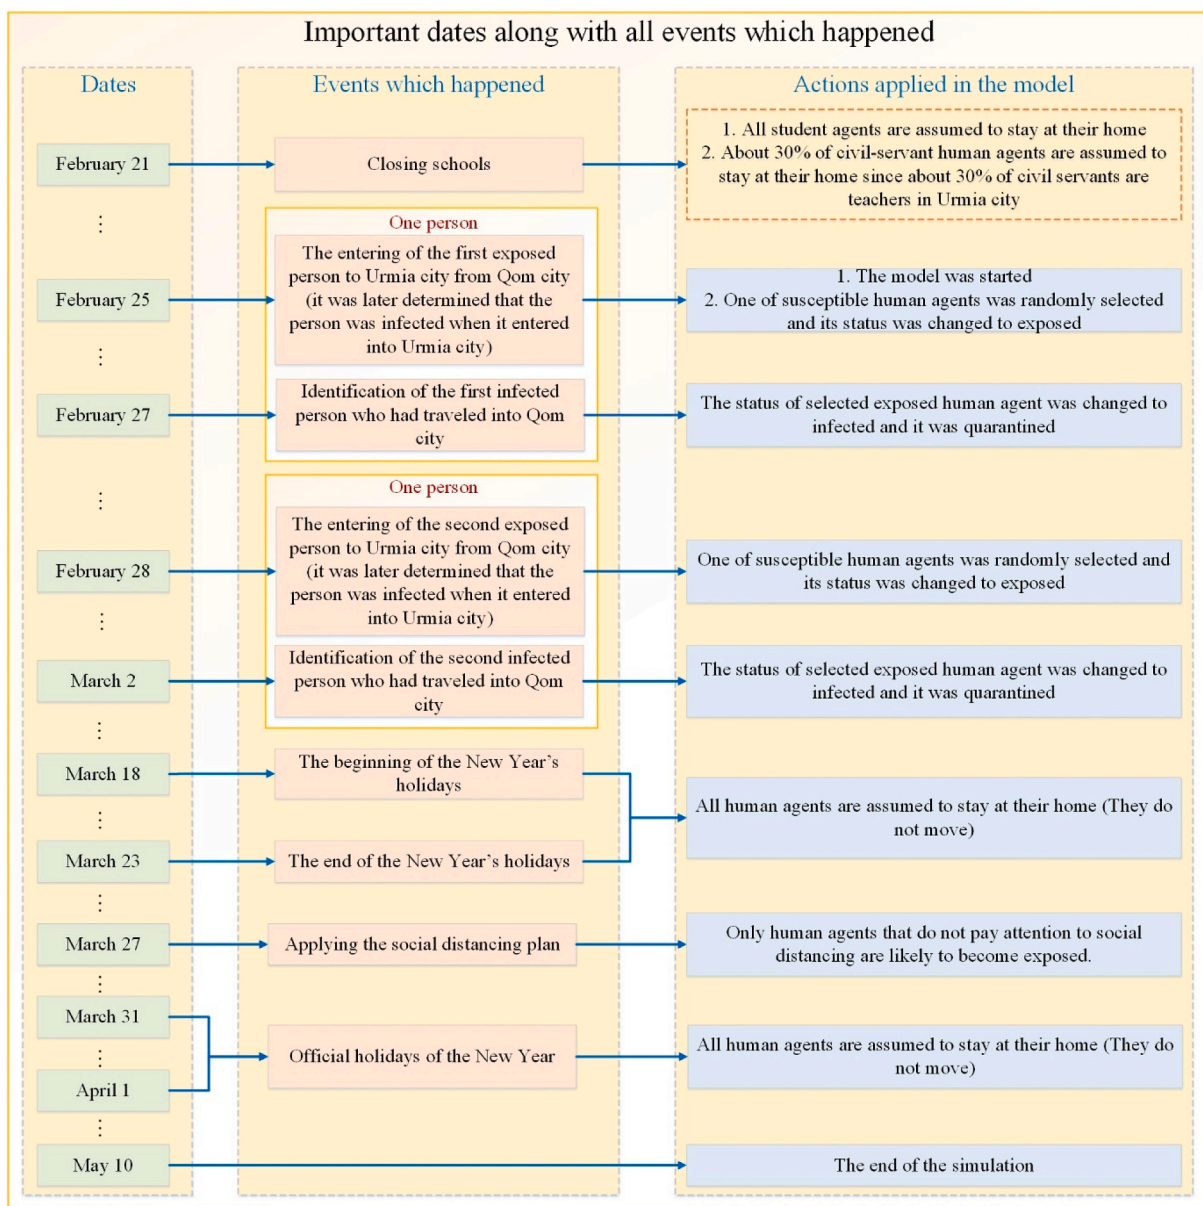 Important dates along with all events which happened
Dates
Events which happened
Actions applied in the model
February 21
Closing schools
1. All student agents are assumed to stay at their home
2. About 30% of civil-servant human agents are assumed to
stay at their home since about 30% of civil servants are
teachers in Urmia city
⋮
One person
February 25
The entering of the first exposed
person to Urmia city from Qom city
(it was later determined that the
person was infected when it entered
into Urmia city)
1. The model was started
2. One of susceptible human agents was randomly selected
and its status was changed to exposed
⋮
February 27
Identification of the first infected
person who had traveled into Qom
city
The status of selected exposed human agent was changed to
infected and it was quarantined
⋮
One person
February 28
The entering of the second exposed
person to Urmia city from Qom city
(it was later determined that the
person was infected when it entered
into Urmia city)
One of susceptible human agents was randomly selected and
its status was changed to exposed
⋮
March 2
Identification of the second infected
person who had traveled into Qom
city
The status of selected exposed human agent was changed to
infected and it was quarantined
⋮
March 18
The beginning of the New Year’s
holidays
⋮
March 23
The end of the New Year’s holidays
All human agents are assumed to stay at their home (They do
not move)
⋮
March 27
Applying the social distancing plan
Only human agents that do not pay attention to social
distancing are likely to become exposed.
⋮
March 31
⋮
April 1
Official holidays of the New Year
All human agents are assumed to stay at their home (They do
not move)
⋮
May 10
The end of the simulation